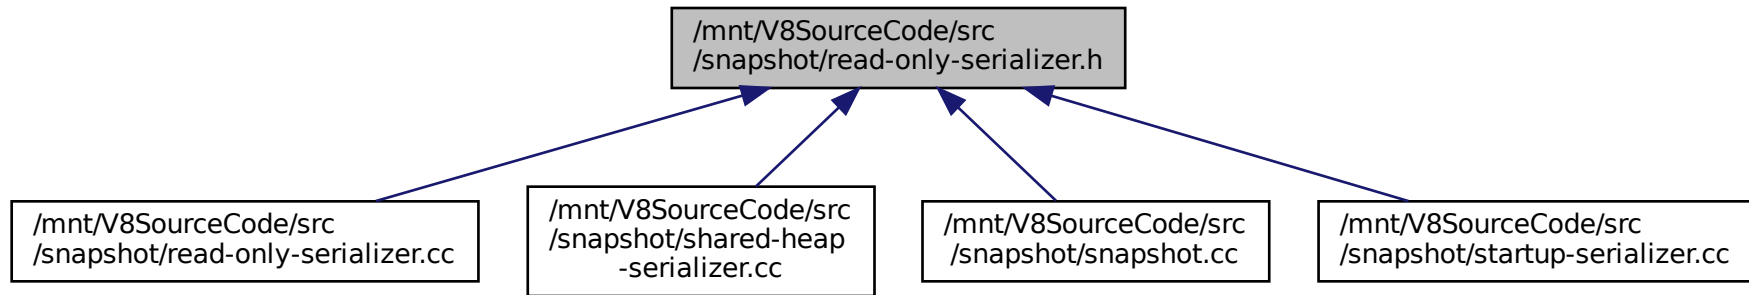 /mnt/V8SourceCode/src
/snapshot/read-only-serializer.h
/mnt/V8SourceCode/src
/snapshot/read-only-serializer.cc
/mnt/V8SourceCode/src
/snapshot/shared-heap
-serializer.cc
/mnt/V8SourceCode/src
/snapshot/snapshot.cc
/mnt/V8SourceCode/src
/snapshot/startup-serializer.cc